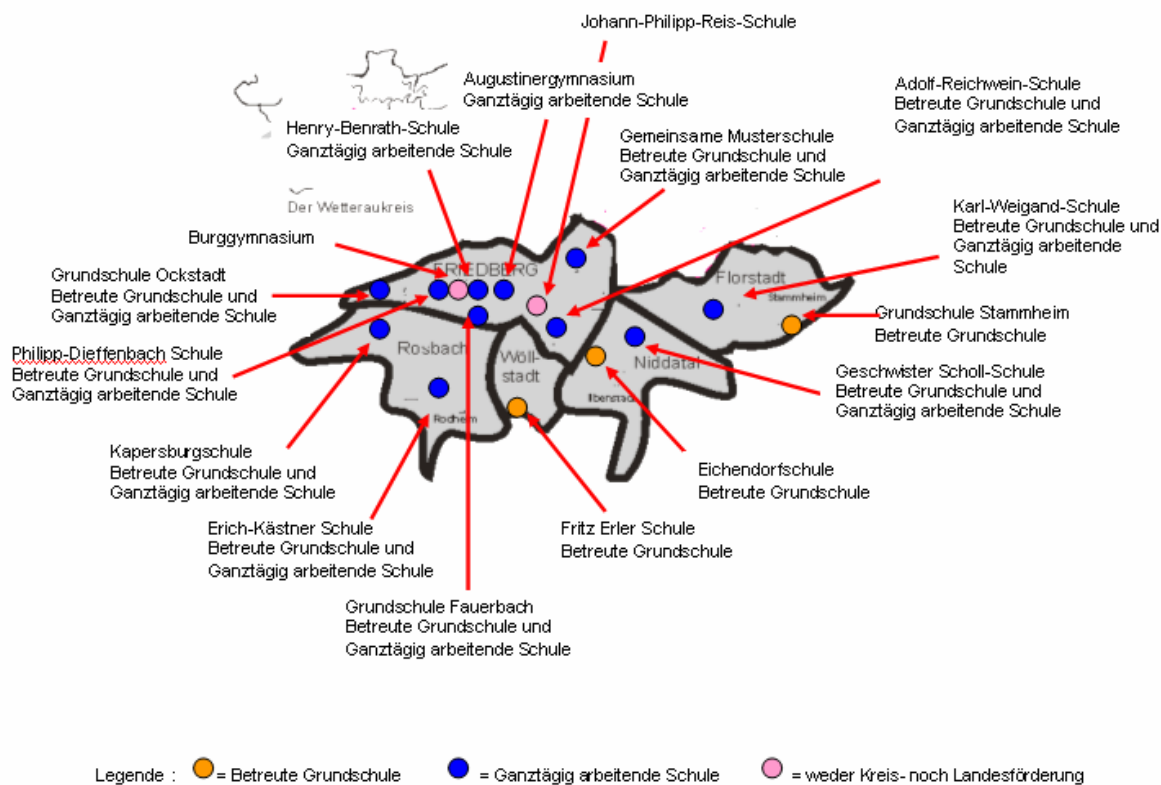 Johann-Philipp-Reis-Schule
Augustinergymnasium
Ganztägig arbeitende Schule
Adolf-Reichwein-Schule
Betreute Grundschule und
Ganztägig arbeitende Schule
Henry-Benrath-Schule
Ganztägig arbeitende Schule
Gemeinsame Musterschule
Betreute Grundschule und
Ganztägig arbeitende Schule
Der Wetteraukreis
Karl-Weigand-Schule
Betreute Grundschule und
Ganztägig arbeitende
Schule
Burggymnasium
Grundschule Ockstadt
Betreute Grundschule und
Ganztägig arbeitende Schule
FRIEDBERG
Florstadt
Stammheim
Grundschule Stammheim
Betreute Grundschule
Philipp-Dieffenbach Schule
Betreute Grundschule und
Ganztägig arbeitende Schule
Rosbach
Wöll-
stadt
Niddatal
Ilbenstadt
Rodheim
Geschwister Scholl-Schule
Betreute Grundschule und
Ganztägig arbeitende Schule
Kapersburgschule
Betreute Grundschule und
Ganztägig arbeitende Schule
Eichendorfschule
Betreute Grundschule
Erich-Kästner Schule
Betreute Grundschule und
Ganztägig arbeitende Schule
Fritz Erler Schule
Betreute Grundschule
Grundschule Fauerbach
Betreute Grundschule und
Ganztägig arbeitende Schule
Legende : = Betreute Grundschule = Ganztägig arbeitende Schule = weder Kreis- noch Landesförderung